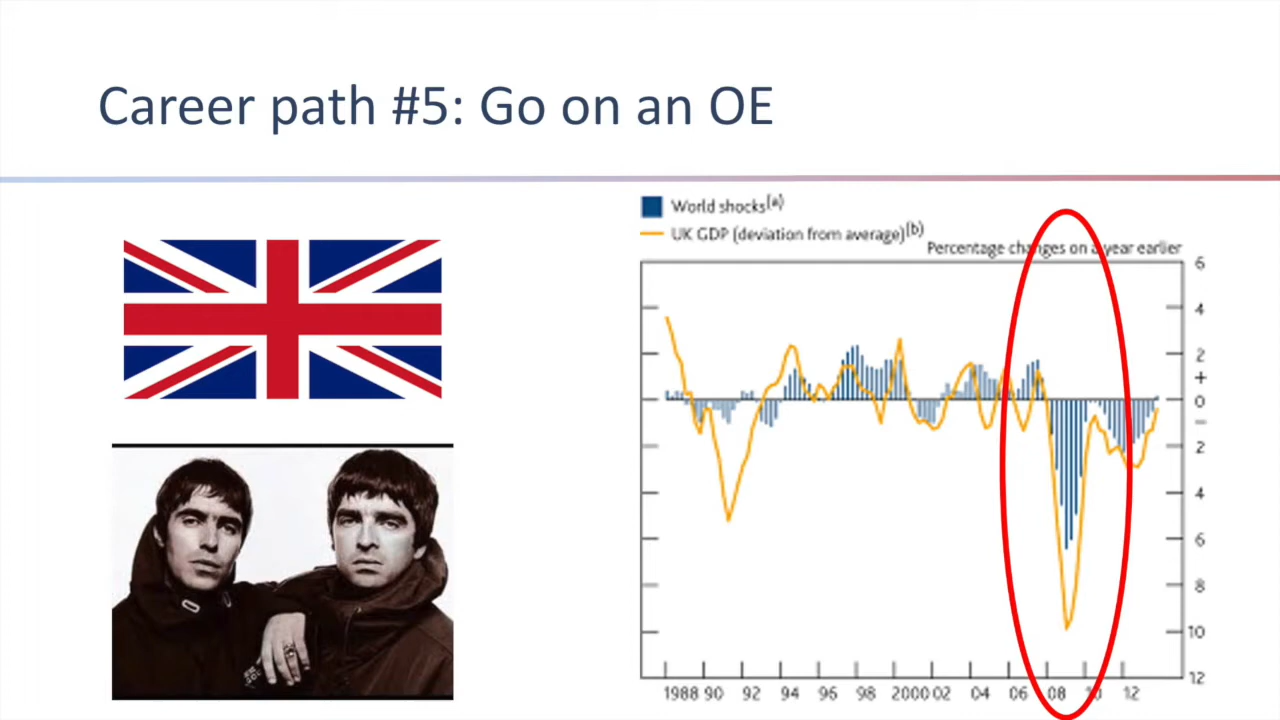 Career path #5: Go on an OE
World shocks(a)
UK GDP (deviation from average)(b)
Percentage changes on a year earlier
6
4
2
+
0
–
2
4
6
8
10
12
1988 90 92 94 96 98 2000 02 04 06 08 10 12